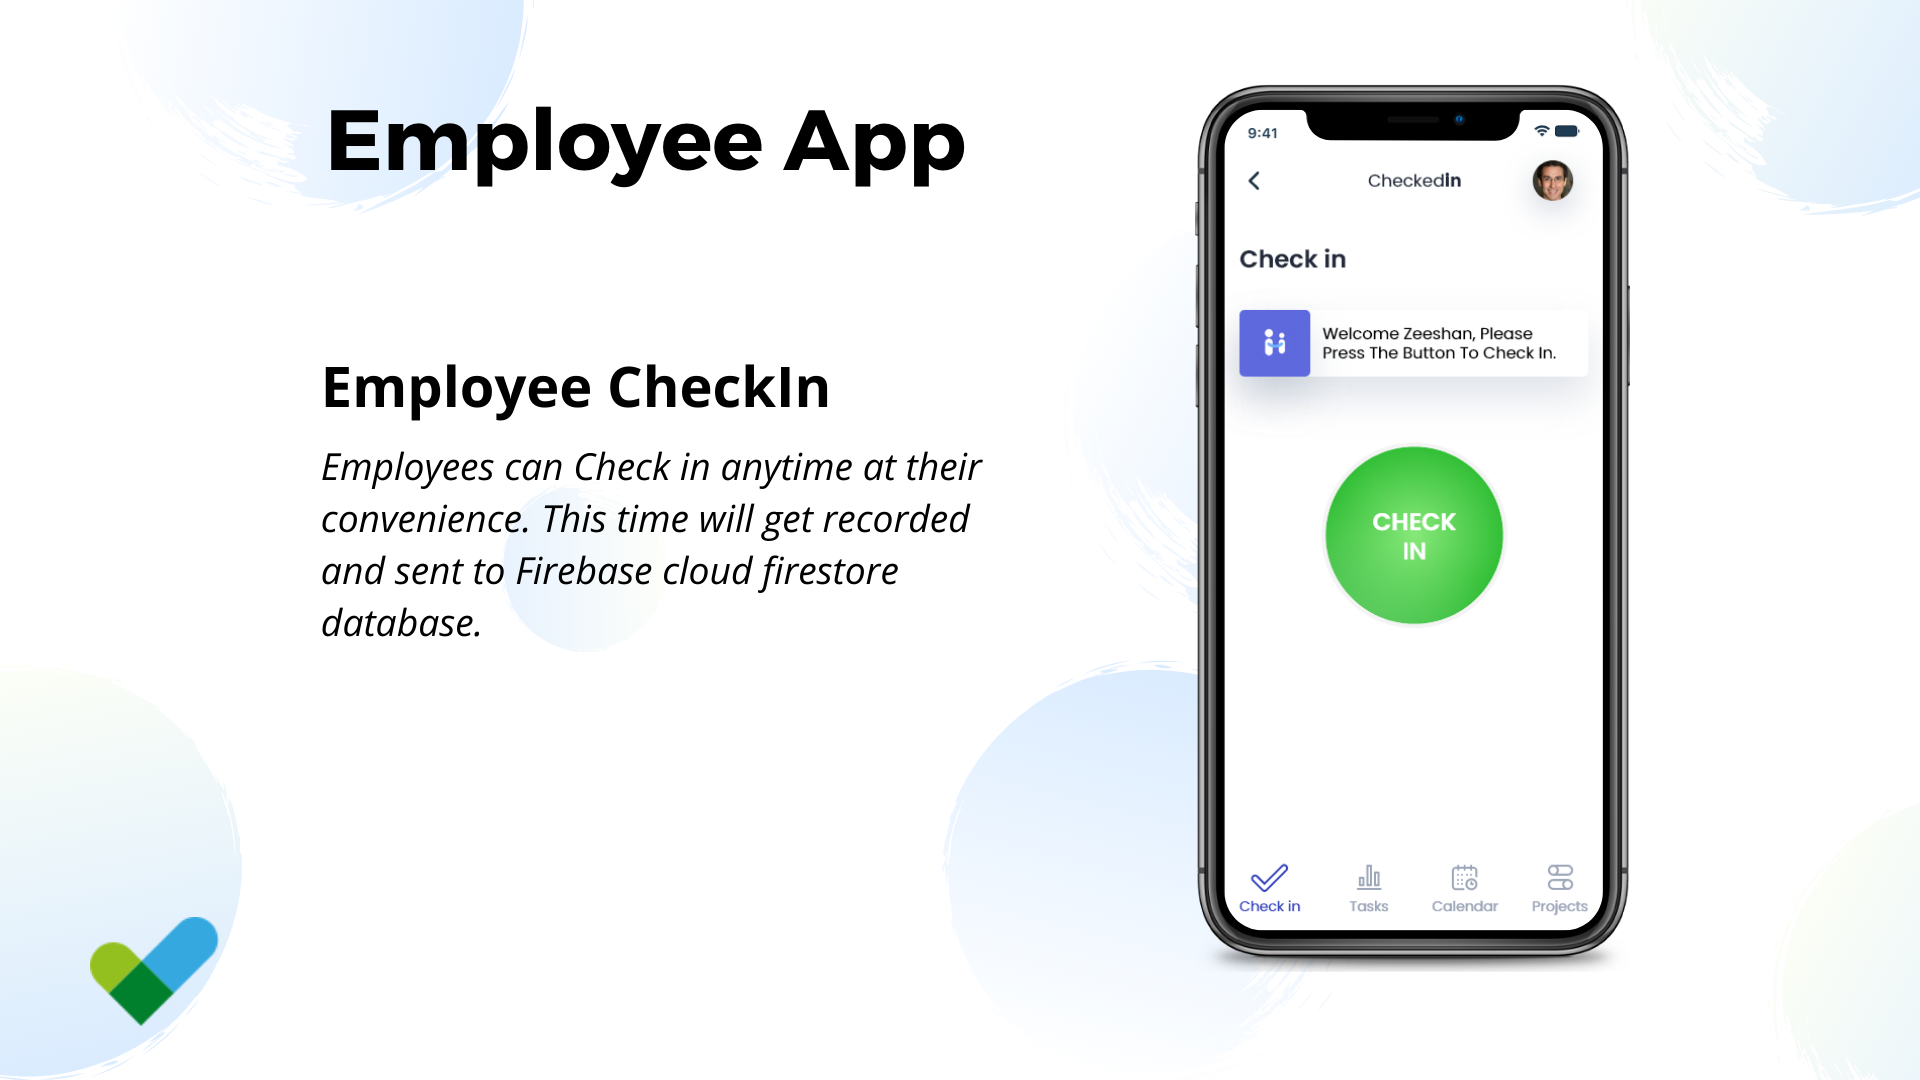 Employee App
Employee CheckIn
Employees can Check in anytime at their
convenience. This time will get recorded
and sent to Firebase cloud firestore
database.
9:41
Checkedin
Check in
Welcome Zeeshan, Please
Press The Button To Check In.
CHECK
IN
Check in Tasks Calendar Projects